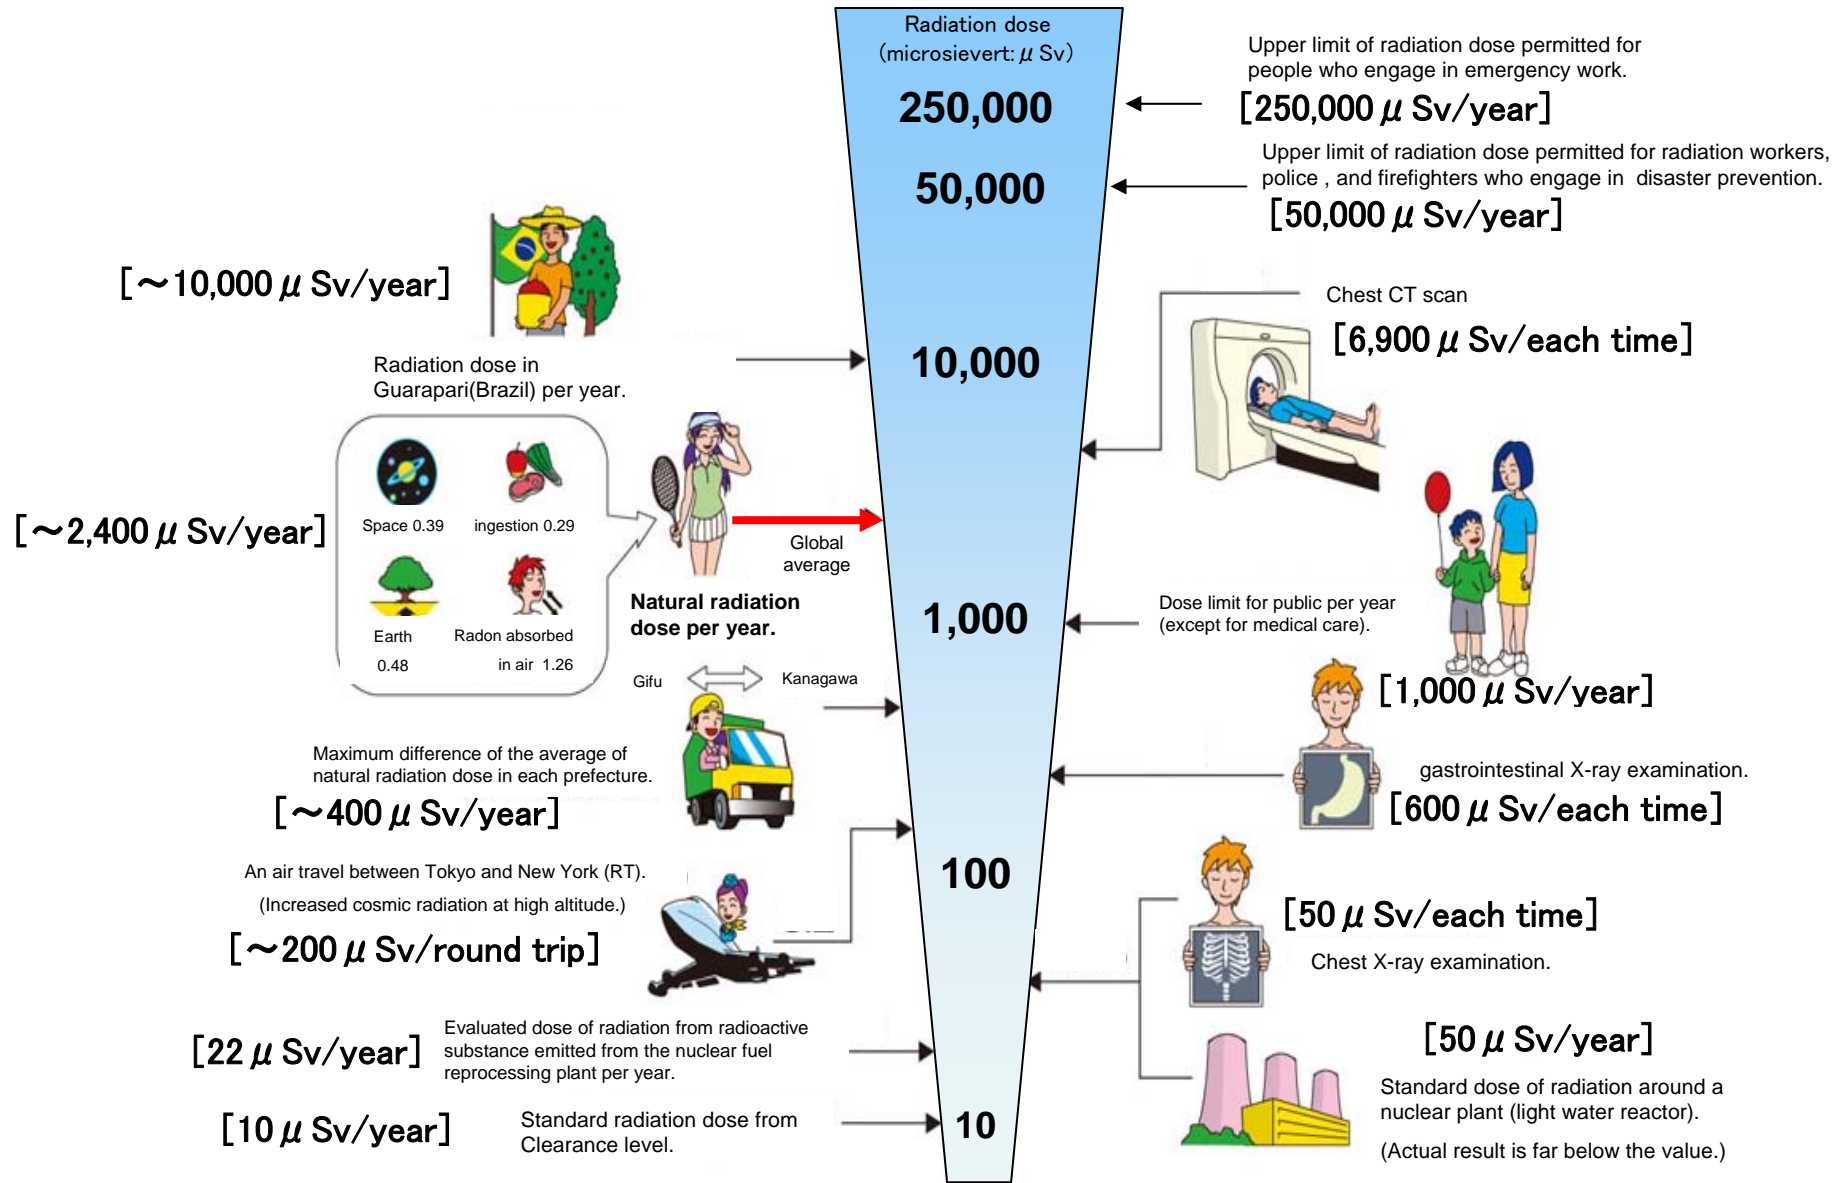 Radiation dose
(microsievert: μ Sv)
250,000
50,000
10,000
1,000
100
10
Upper limit of radiation dose permitted for
people who engage in emergency work.
[250,000 μ Sv/year]
Upper limit of radiation dose permitted for radiation workers,
police , and firefighters who engage in disaster prevention.
[50,000 μ Sv/year]
[~10,000 μ Sv/year]
Radiation dose in
Guarapari(Brazil) per year.
Chest CT scan
[6,900 μ Sv/each time]
[~2,400 μ Sv/year]
Space 0.39
ingestion 0.29
Earth
0.48
Radon absorbed
in air 1.26
Global
average
Natural radiation
dose per year.
Dose limit for public per year
(except for medical care).
[1,000 μ Sv/year]
Gifu
Kanagawa
Maximum difference of the average of
natural radiation dose in each prefecture.
[~400 μ Sv/year]
gastrointestinal X-ray examination.
[600 μ Sv/each time]
An air travel between Tokyo and New York (RT).
(Increased cosmic radiation at high altitude.)
[~200 μ Sv/round trip]
[50 μ Sv/each time]
Chest X-ray examination.
[22 μ Sv/year]
Evaluated dose of radiation from radioactive
substance emitted from the nuclear fuel
reprocessing plant per year.
[50 μ Sv/year]
Standard dose of radiation around a
nuclear plant (light water reactor).
(Actual result is far below the value.)
[10 μ Sv/year]
Standard radiation dose from
Clearance level.